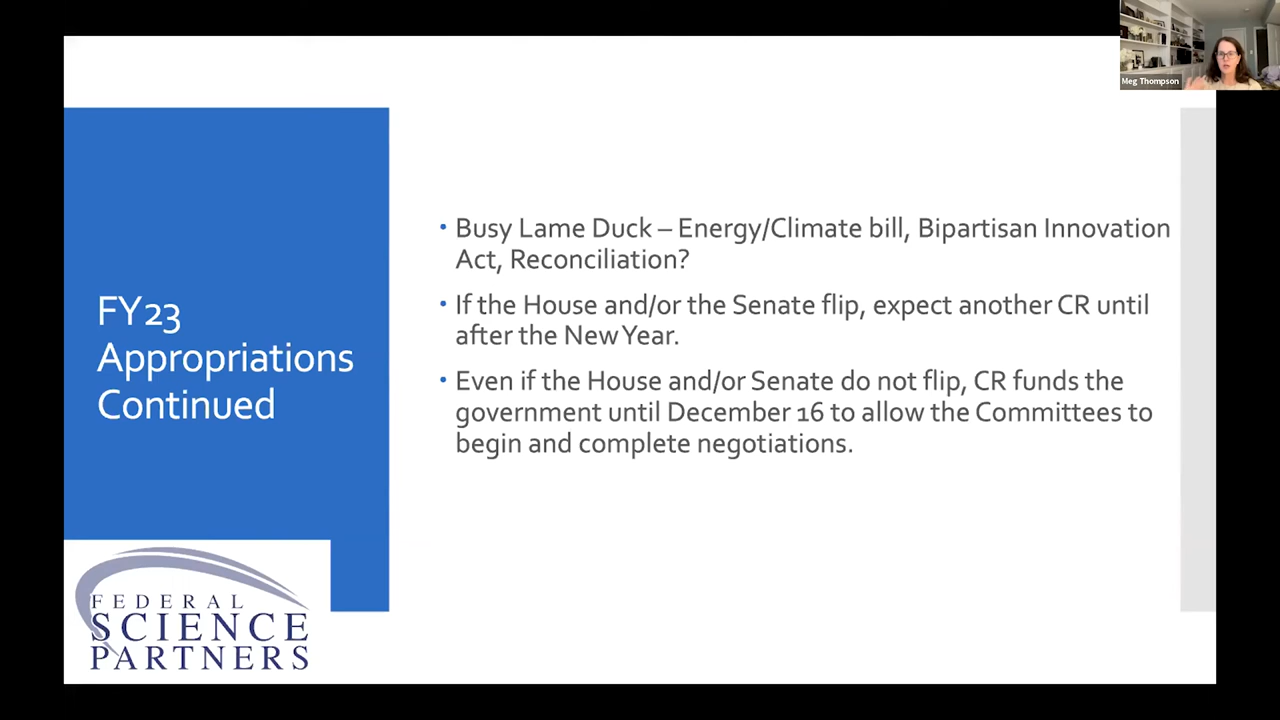 Meg Thompson
FY23
Appropriations
Continued
• Busy Lame Duck – Energy/Climate bill, Bipartisan Innovation
Act, Reconciliation?
• If the House and/or the Senate flip, expect another CR until
after the New Year.
• Even if the House and/or Senate do not flip, CR funds the
government until December 16 to allow the Committees to
begin and complete negotiations.
FEDERAL
SCIENCE
PARTNERS